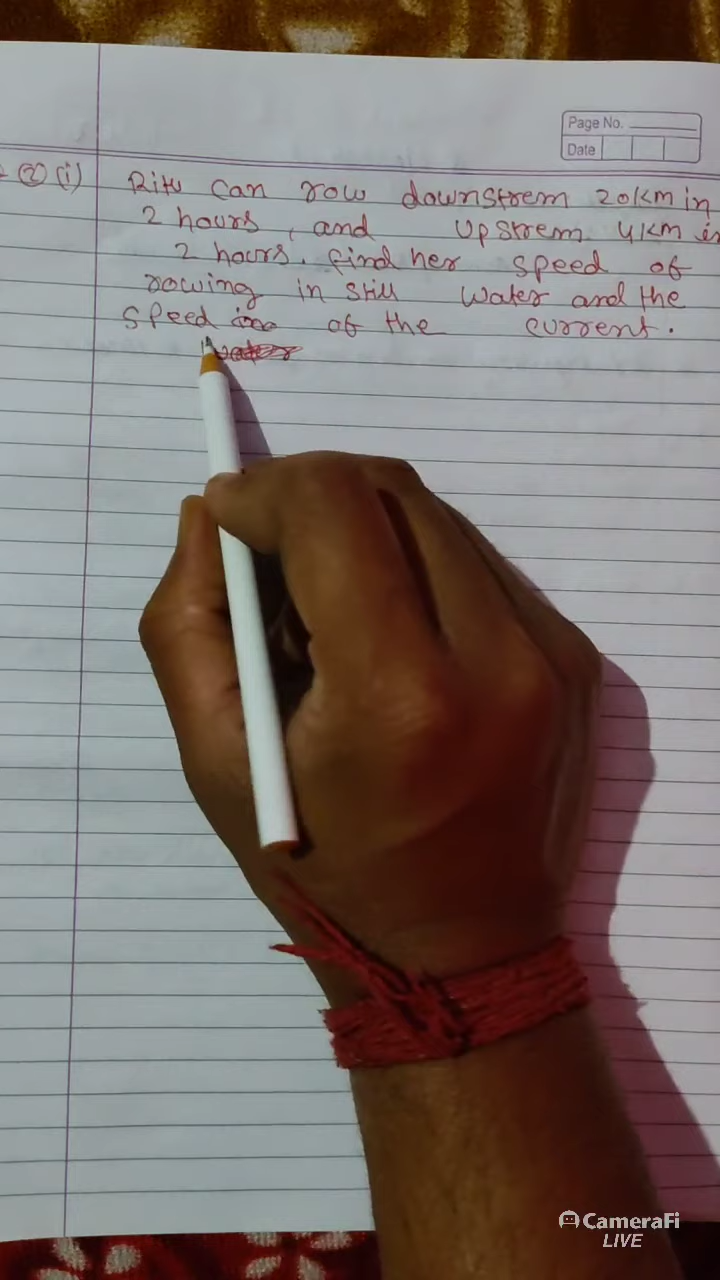 Page No.
Date
2 (i) Ritu can row downstrem 20km in
2 hours, and upstrem 4km in
2 hours. find her speed of
rowing in still water and the
speed of the current.
CameraFi
LIVE